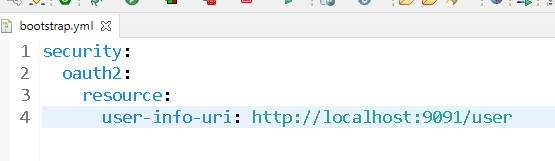 bootstrap.yml
1 security:
2   oauth2:
3     resource:
4       user-info-uri: http://localhost:9091/user